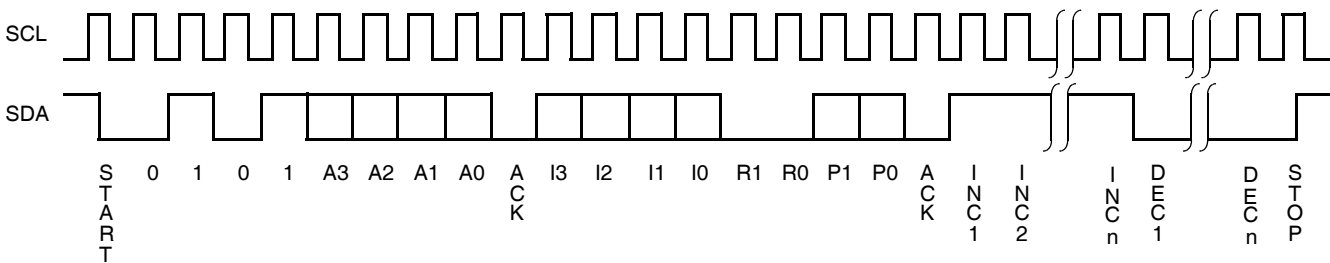 SCL
SDA
START 0 1 0 1 A3 A2 A1 A0 ACK I3 I2 I1 I0 R1 R0 P1 P0 ACK INC1 INC2 INCn DEC1 DECn STOP